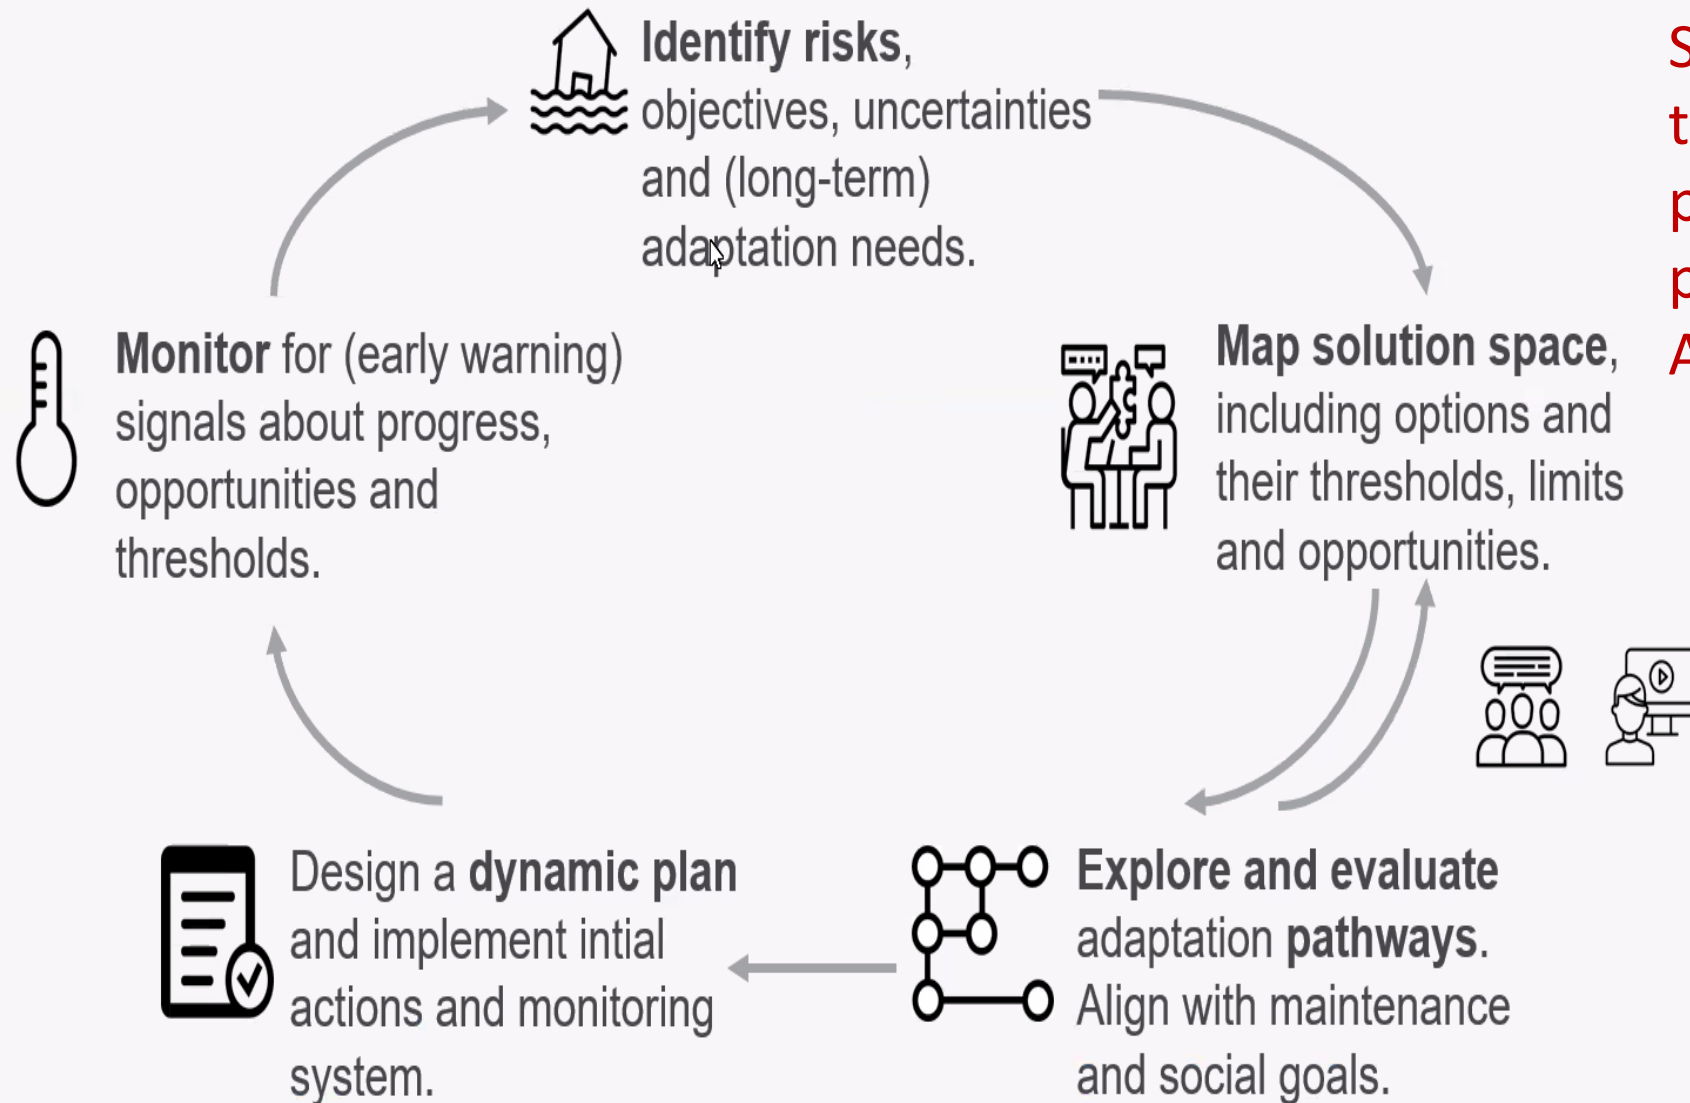 Identify risks,
objectives, uncertainties
and (long-term)
adaptation needs.
Monitor for (early warning)
signals about progress,
opportunities and
thresholds.
Map solution space,
including options and
their thresholds, limits
and opportunities.
Design a dynamic plan
and implement intial
actions and monitoring
system.
Explore and evaluate
adaptation pathways.
Align with maintenance
and social goals.